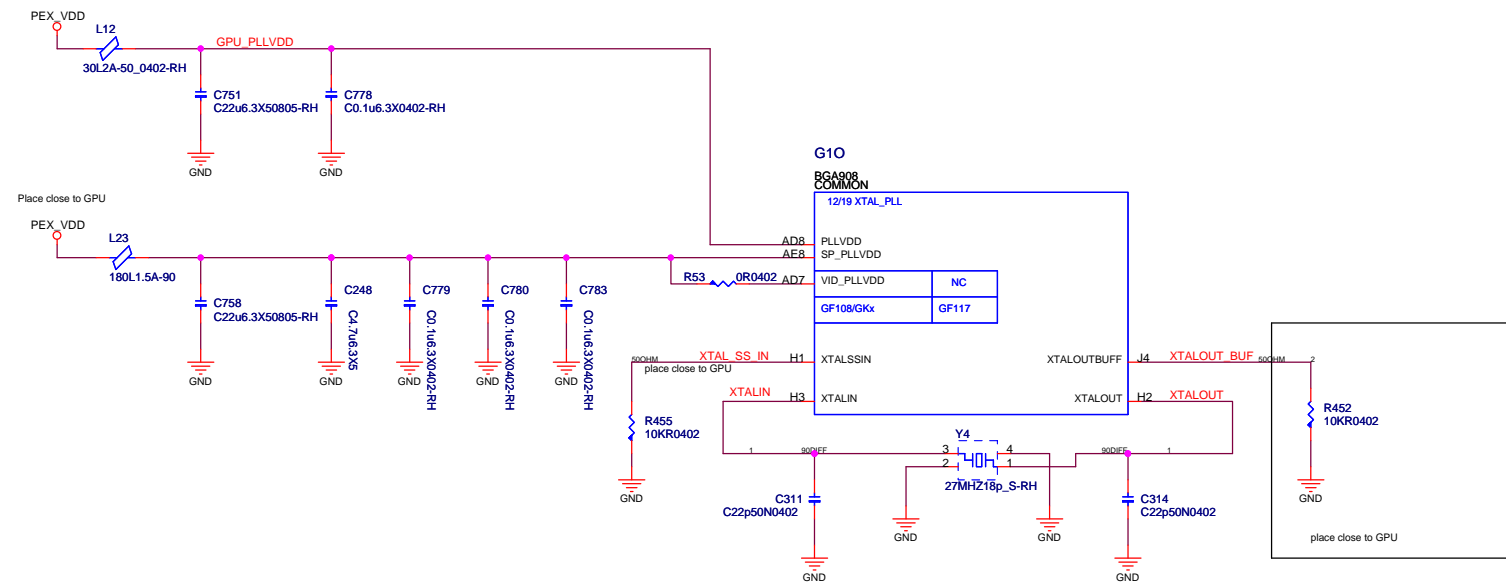 PEX_VDD
L12
30L2A-50_0402-RH
GPU_PLLVDD
C751
C22u6.3X50805-RH
C778
C0.1u6.3X0402-RH
GND
GND
Place close to GPU
PEX_VDD
L23
180L1.5A-90
C758
C22u6.3X50805-RH
C248
C4.7u6.3X5
C779
C0.1u6.3X0402-RH
C780
C0.1u6.3X0402-RH
C783
C0.1u6.3X0402-RH
GND
GND
GND
GND
GND
G1O
BGA908
COMMON
12/19 XTAL_PLL
AD8 PLLVDD
AE8 SP_PLLVDD
R53 0R0402 AD7 VID_PLLVDD NC
GF108/GKx GF117
50OHM XTAL_SS_IN H1 XTALSSIN
place close to GPU
XTALOUTBUFF J4 XTALOUT_BUF 50OHM 2
XTALIN H3 XTALIN
XTALOUT H2 XTALOUT
R455
10KR0402
GND
R452
10KR0402
GND
place close to GPU
1 90DIFF
Y4
3 4
2 1
27MHZ18p_S-RH
90DIFF 1
C311
C22p50N0402
C314
C22p50N0402
GND
GND
GND
GND